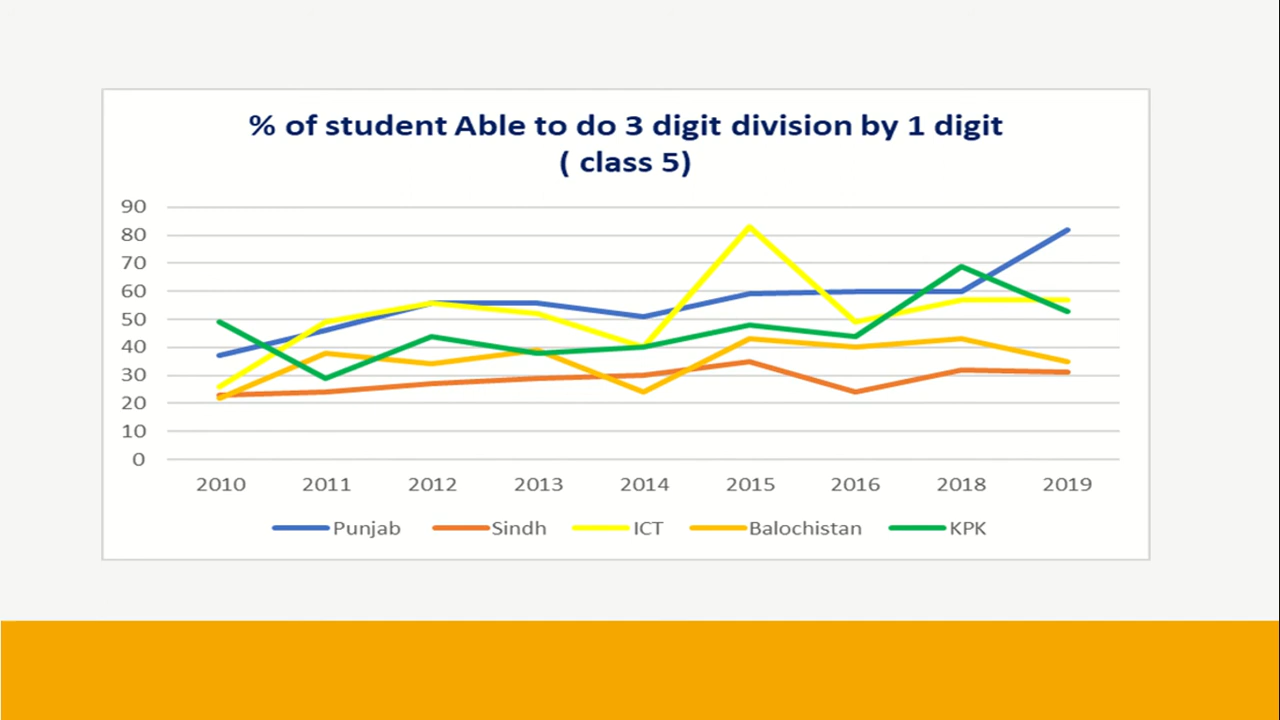 % of student Able to do 3 digit division by 1 digit
( class 5)
90
80
70
60
50
40
30
20
10
0
2010 2011 2012 2013 2014 2015 2016 2018 2019
Punjab Sindh ICT Balochistan KPK